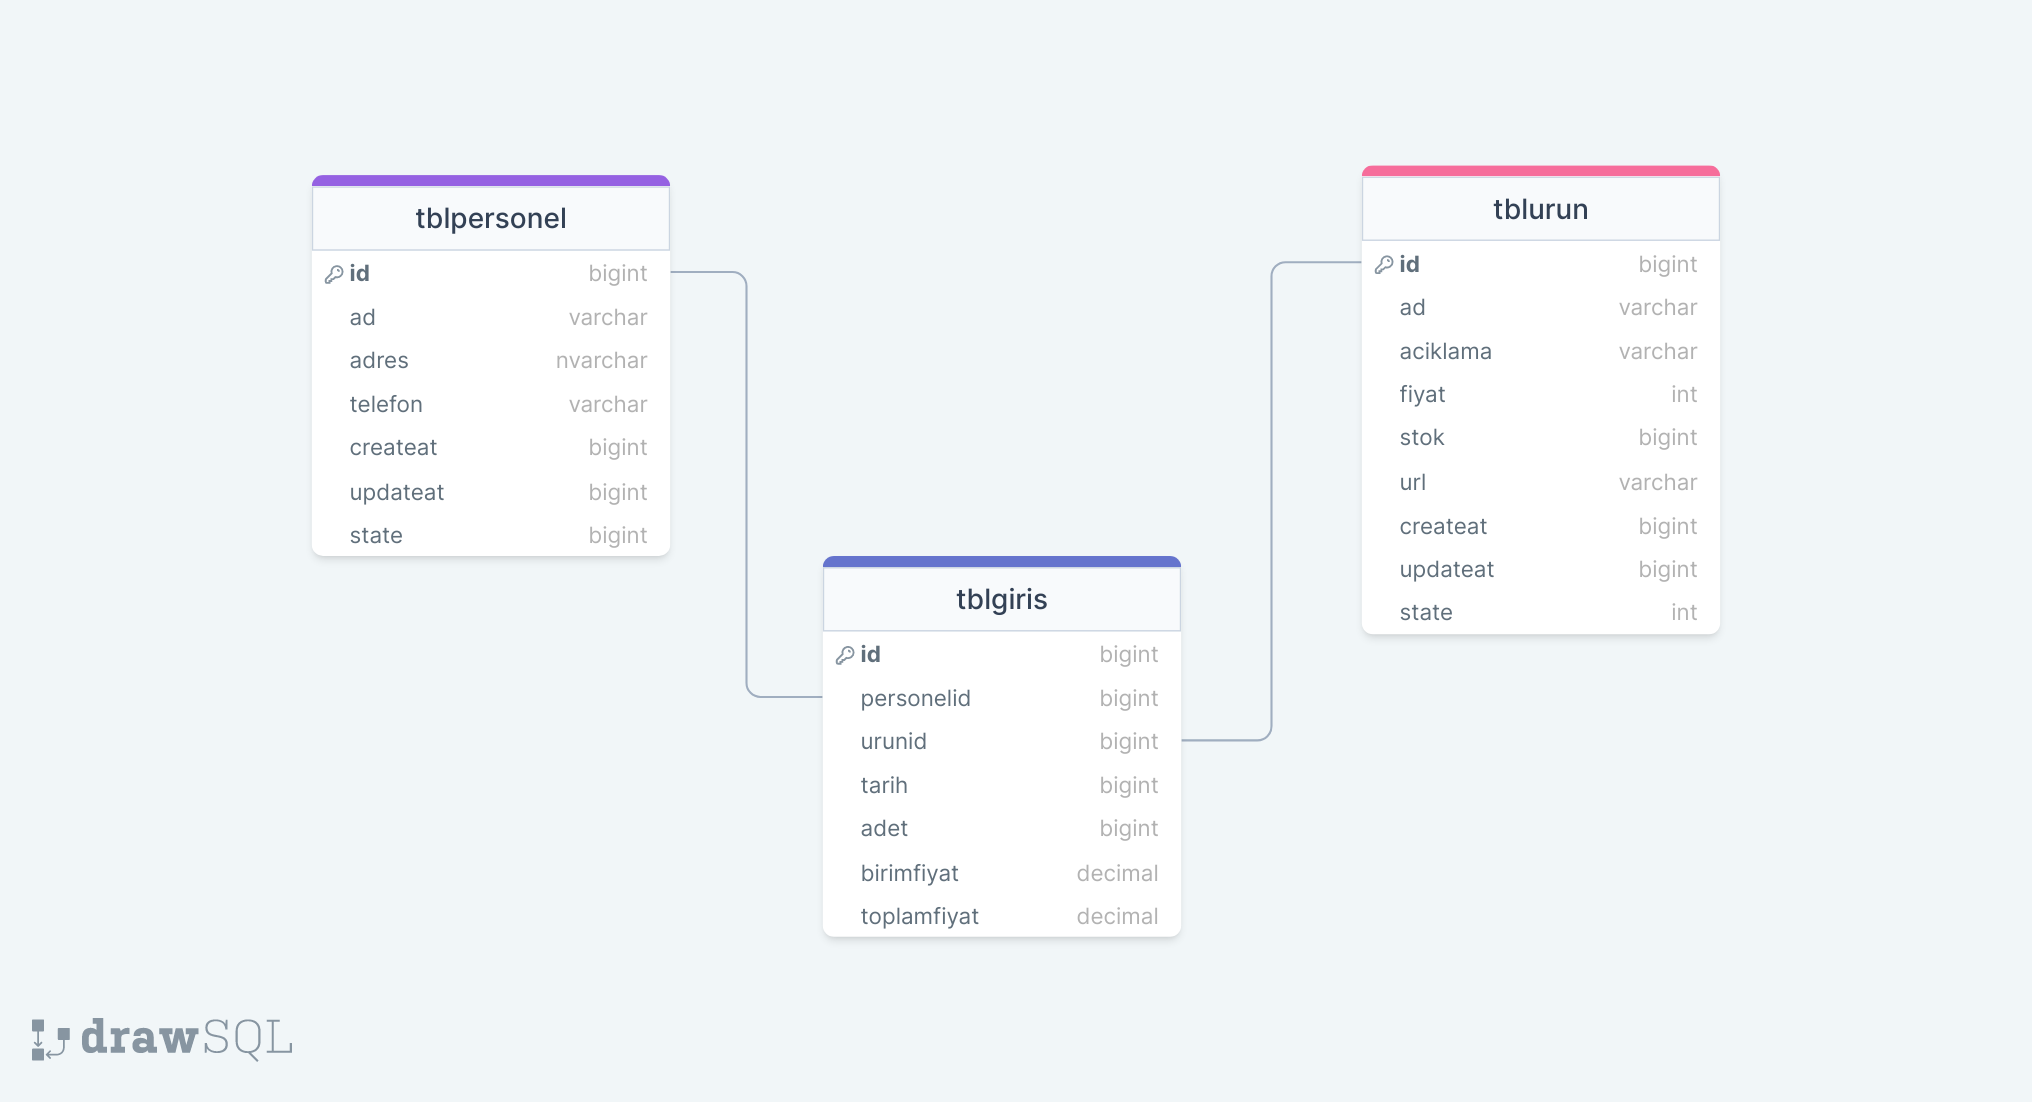 tblpersonel
id bigint
ad varchar
adres nvarchar
telefon varchar
createat bigint
updateat bigint
state bigint
tblurun
id bigint
ad varchar
aciklama varchar
fiyat int
stok bigint
url varchar
createat bigint
updateat bigint
state int
tblgiris
id bigint
personelid bigint
urunid bigint
tarih bigint
adet bigint
birimfiyat decimal
toplamfiyat decimal
drawSQL